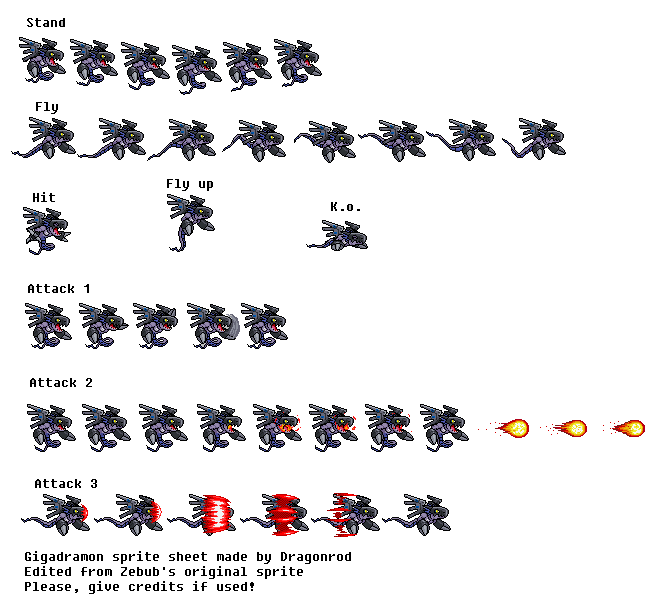 Stand
Fly
Hit
Fly up
K.o.
Attack 1
Attack 2
Attack 3
Gigadramon sprite sheet made by Dragonrod
Edited from Zebub's original sprite
Please, give credits if used!